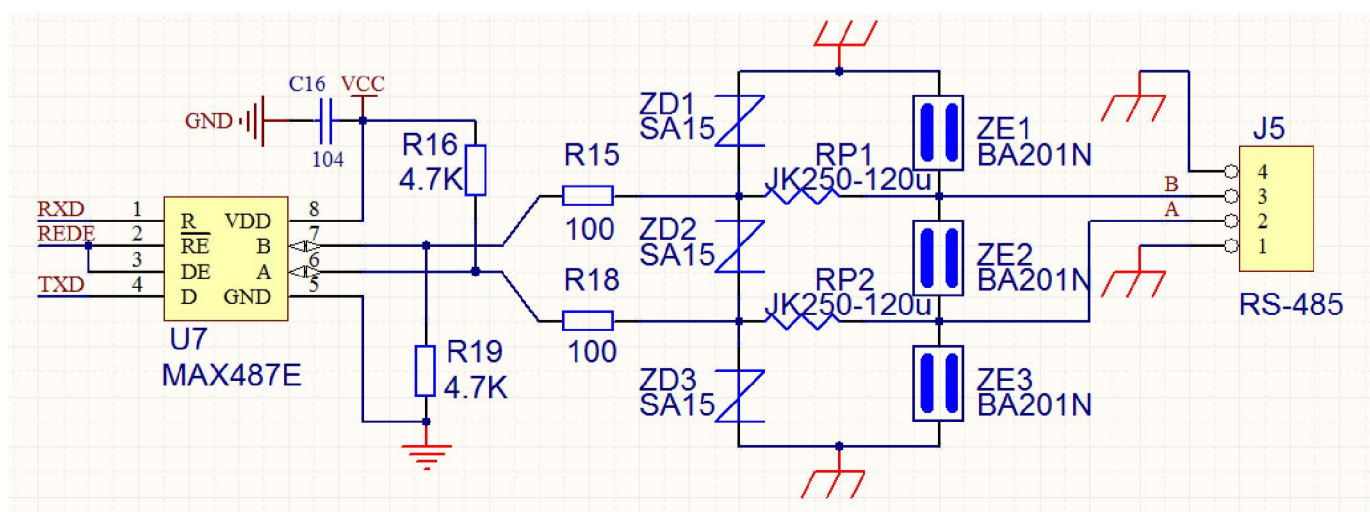 C16
VCC
GND
104
R16
4.7K
R15
100
ZD1
SA15
RP1
JK250-120u
ZE1
BA201N
J5
4
3
2
1
RS-485
B
A
RXD
REDE
TXD
1
2
3
4
R
RE
DE
D
VDD
B
A
GND
8
7
6
5
U7
MAX487E
ZD2
SA15
R18
100
RP2
JK250-120u
ZE2
BA201N
R19
4.7K
ZD3
SA15
ZE3
BA201N